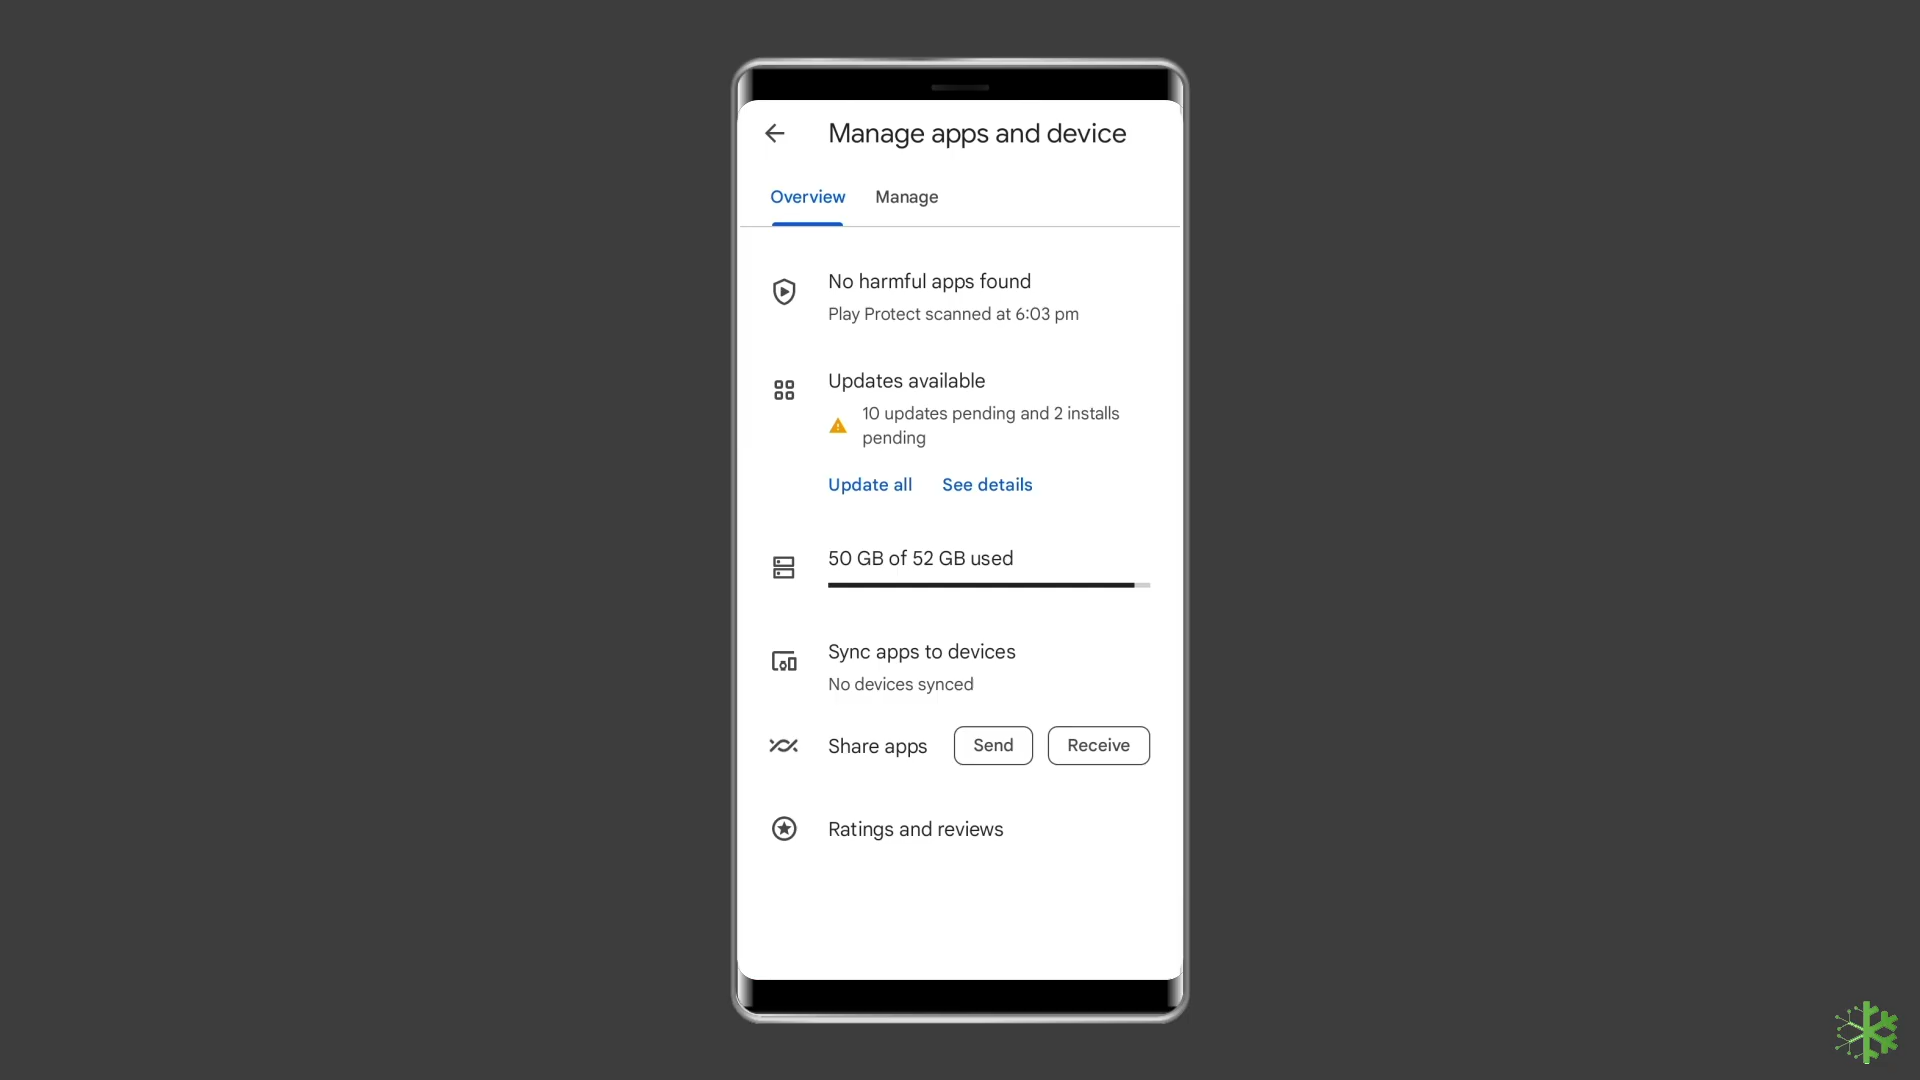 Manage apps and device
Overview
Manage
No harmful apps found
Play Protect scanned at 6:03 pm
Updates available
10 updates pending and 2 installs
pending
Update all
See details
50 GB of 52 GB used
Sync apps to devices
No devices synced
Share apps
Send
Receive
Ratings and reviews